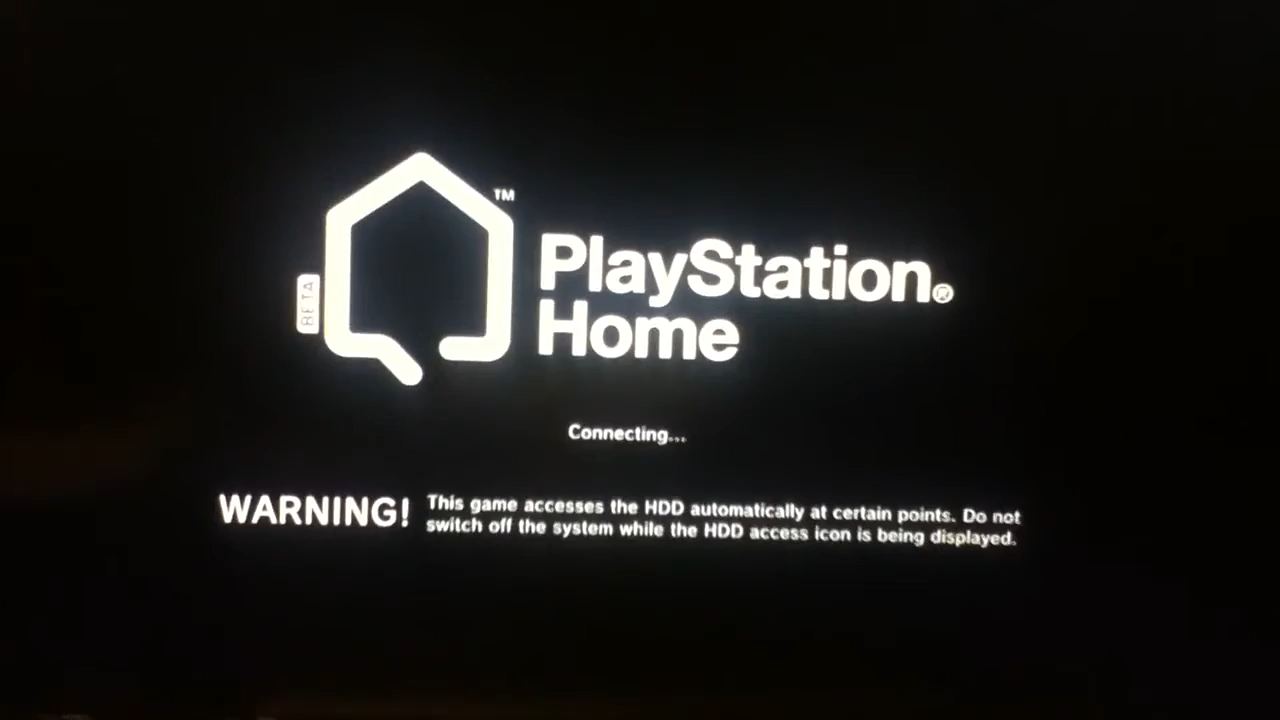 ™
PlayStation®
Home
BETA
Connecting...
WARNING! This game accesses the HDD automatically at certain points. Do not
switch off the system while the HDD access icon is being displayed.